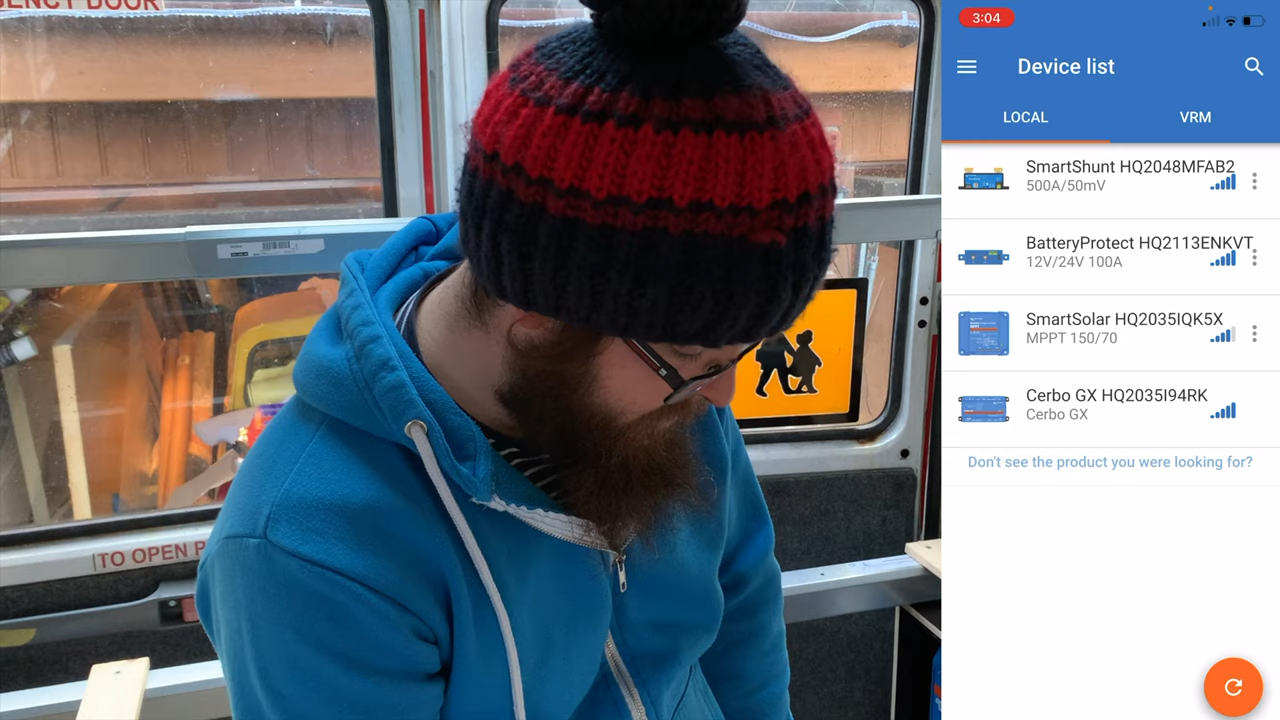 ENCY DOOR
TO OPEN P
3:04
Device list
LOCAL
VRM
SmartShunt HQ2048MFAB2
500A/50mV
BatteryProtect HQ2113ENKVT
12V/24V 100A
SmartSolar HQ2035IQK5X
MPPT 150/70
Cerbo GX HQ2035I94RK
Cerbo GX
Don't see the product you were looking for?